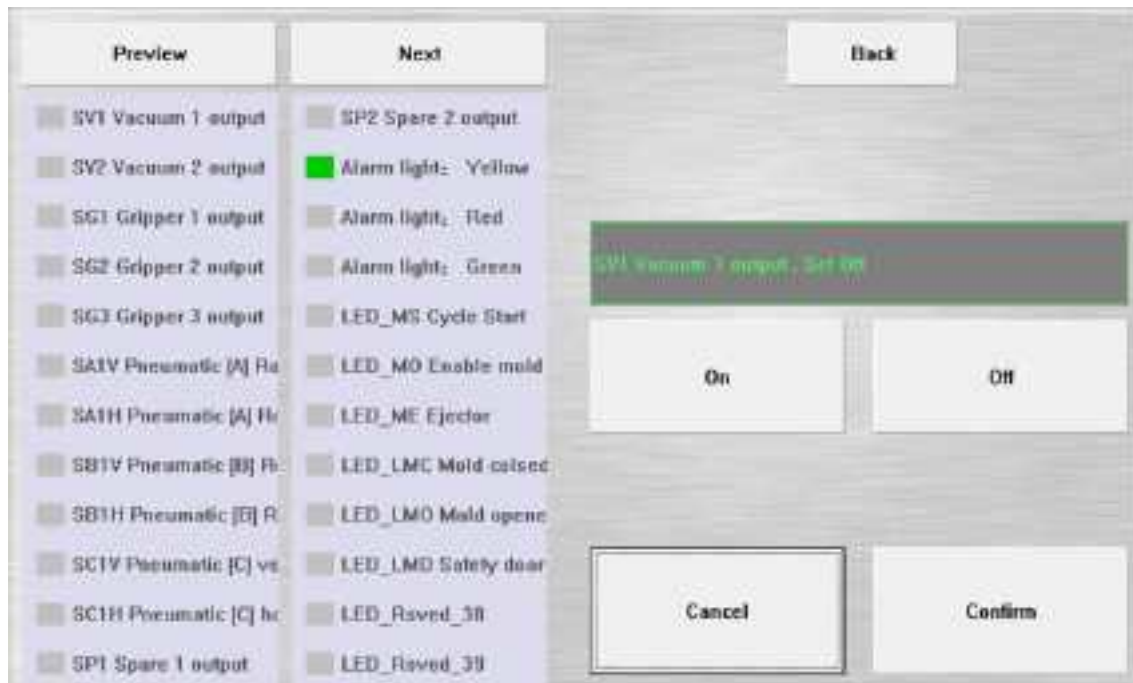 Preview
Next
Back
SV1 Vacuum 1 output
SV2 Vacuum 2 output
SG1 Gripper 1 output
SG2 Gripper 2 output
SG3 Gripper 3 output
SA1V Pneumatic [A] Ra
SA1H Pneumatic [A] Ho
SB1V Pneumatic [B] R
SB1H Pneumatic [B] R
SC1V Pneumatic [C] ve
SC1H Pneumatic [C] ho
SP1 Spare 1 output
SP2 Spare 2 output
Alarm light: Yellow
Alarm light: Red
Alarm light: Green
LED_MS Cycle Start
LED_MO Enable mold
LED_ME Ejector
LED_LMC Mold colsed
LED_LMO Mold opene
LED_LMD Safety door
LED_Rsved_38
LED_Rsved_39
SV1 Vacuum 1 output, Set Off
On
Off
Cancel
Confirm